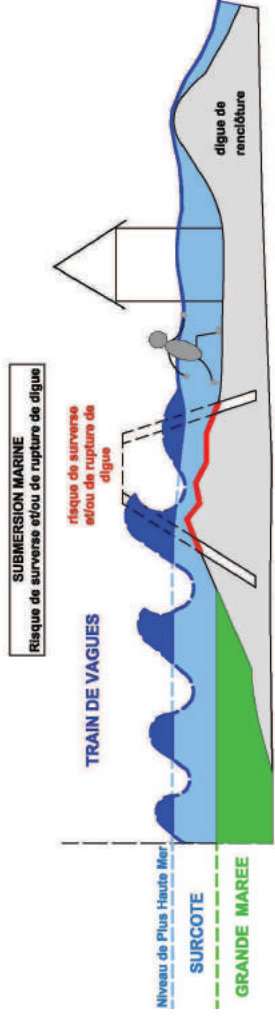 SUBMERSION MARINE
Risque de surverse et/ou de rupture de digue
risque de surverse
et/ou de rupture de
digue
TRAIN DE VAGUES
Niveau de Plus Haute Mer
SURCOTE
GRANDE MAREE
digue de
renclôture